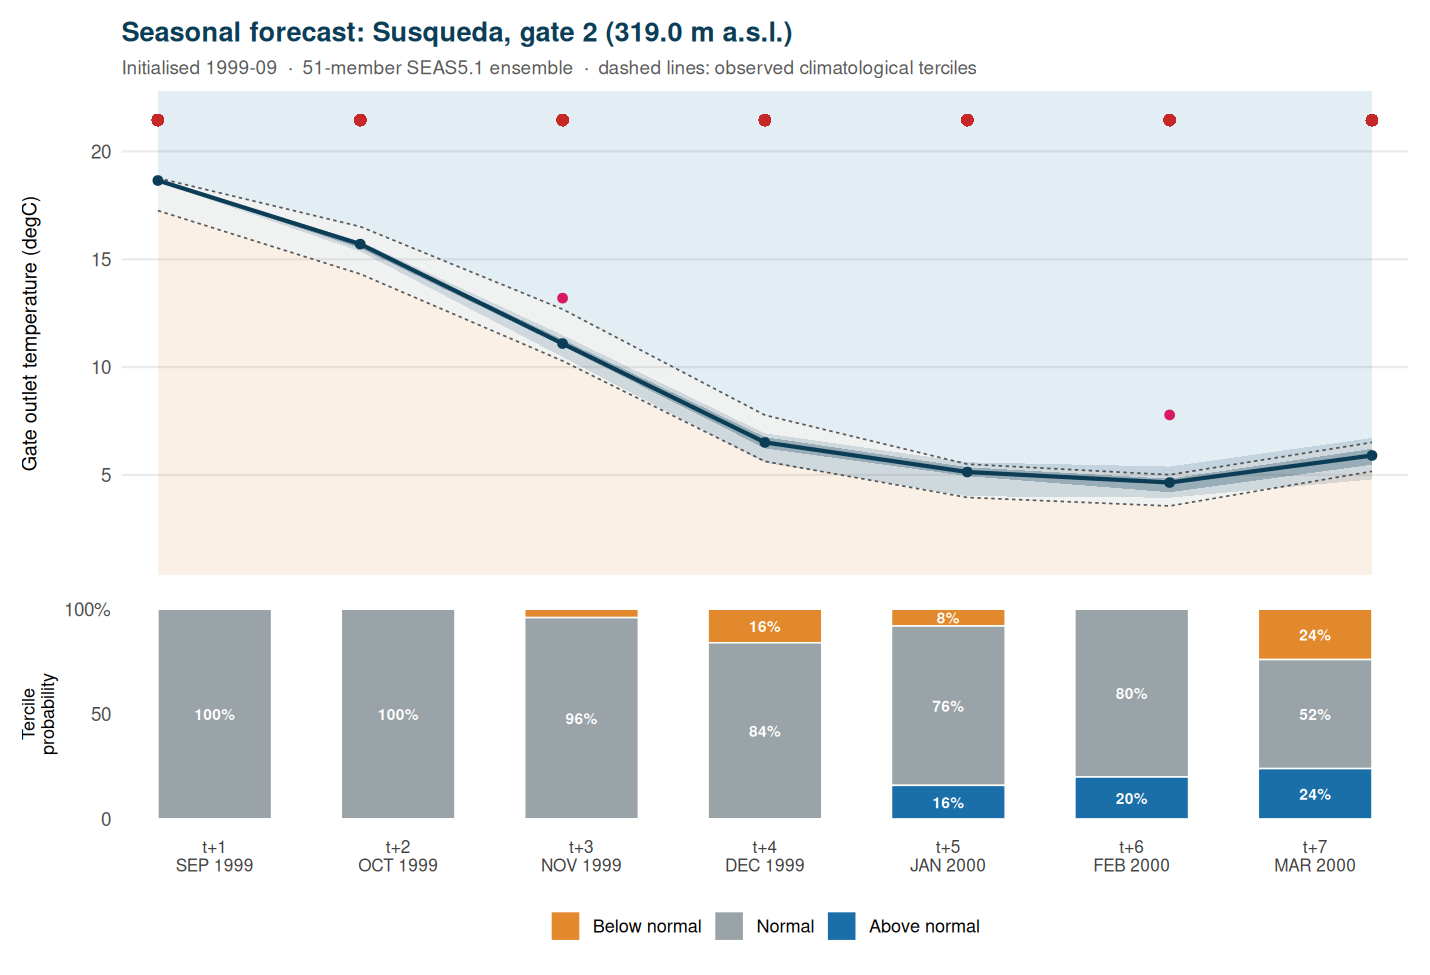 Seasonal forecast: Susqueda, gate 2 (319.0 m a.s.l.)
Initialised 1999-09 · 51-member SEAS5.1 ensemble · dashed lines: observed climatological terciles
Gate outlet temperature (degC)
20
15
10
5
Tercile
probability
100%
50
0
100%
100%
96%
16%
84%
8%
76%
16%
80%
20%
24%
52%
24%
t+1
SEP 1999
t+2
OCT 1999
t+3
NOV 1999
t+4
DEC 1999
t+5
JAN 2000
t+6
FEB 2000
t+7
MAR 2000
Below normal
Normal
Above normal